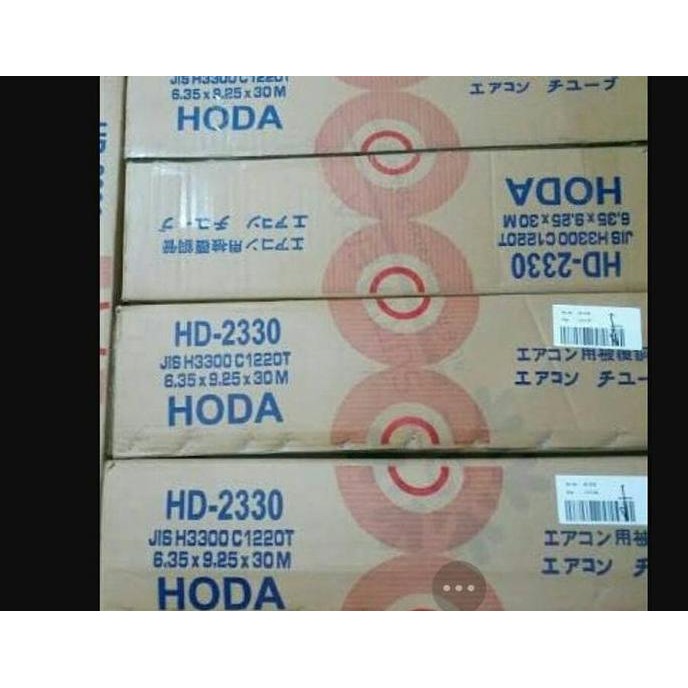 JIS H3300 C1220T
6.35 x 9.25 x 30 M
HODA
エアコン チユーブ
HD-2330
JIS H3300 C1220T
6.35 x 9.25 x 30 M
HODA
エアコン用被覆銅管
エアコン チユーブ
HD-2330
JIS H3300 C1220T
6.35 x 9.25 x 30 M
HODA
エアコン用被覆銅
エアコン チユー
HD-2330
JIS H3300 C1220T
6.35 x 9.25 x 30 M
HODA
エアコン用被
エアコン チ